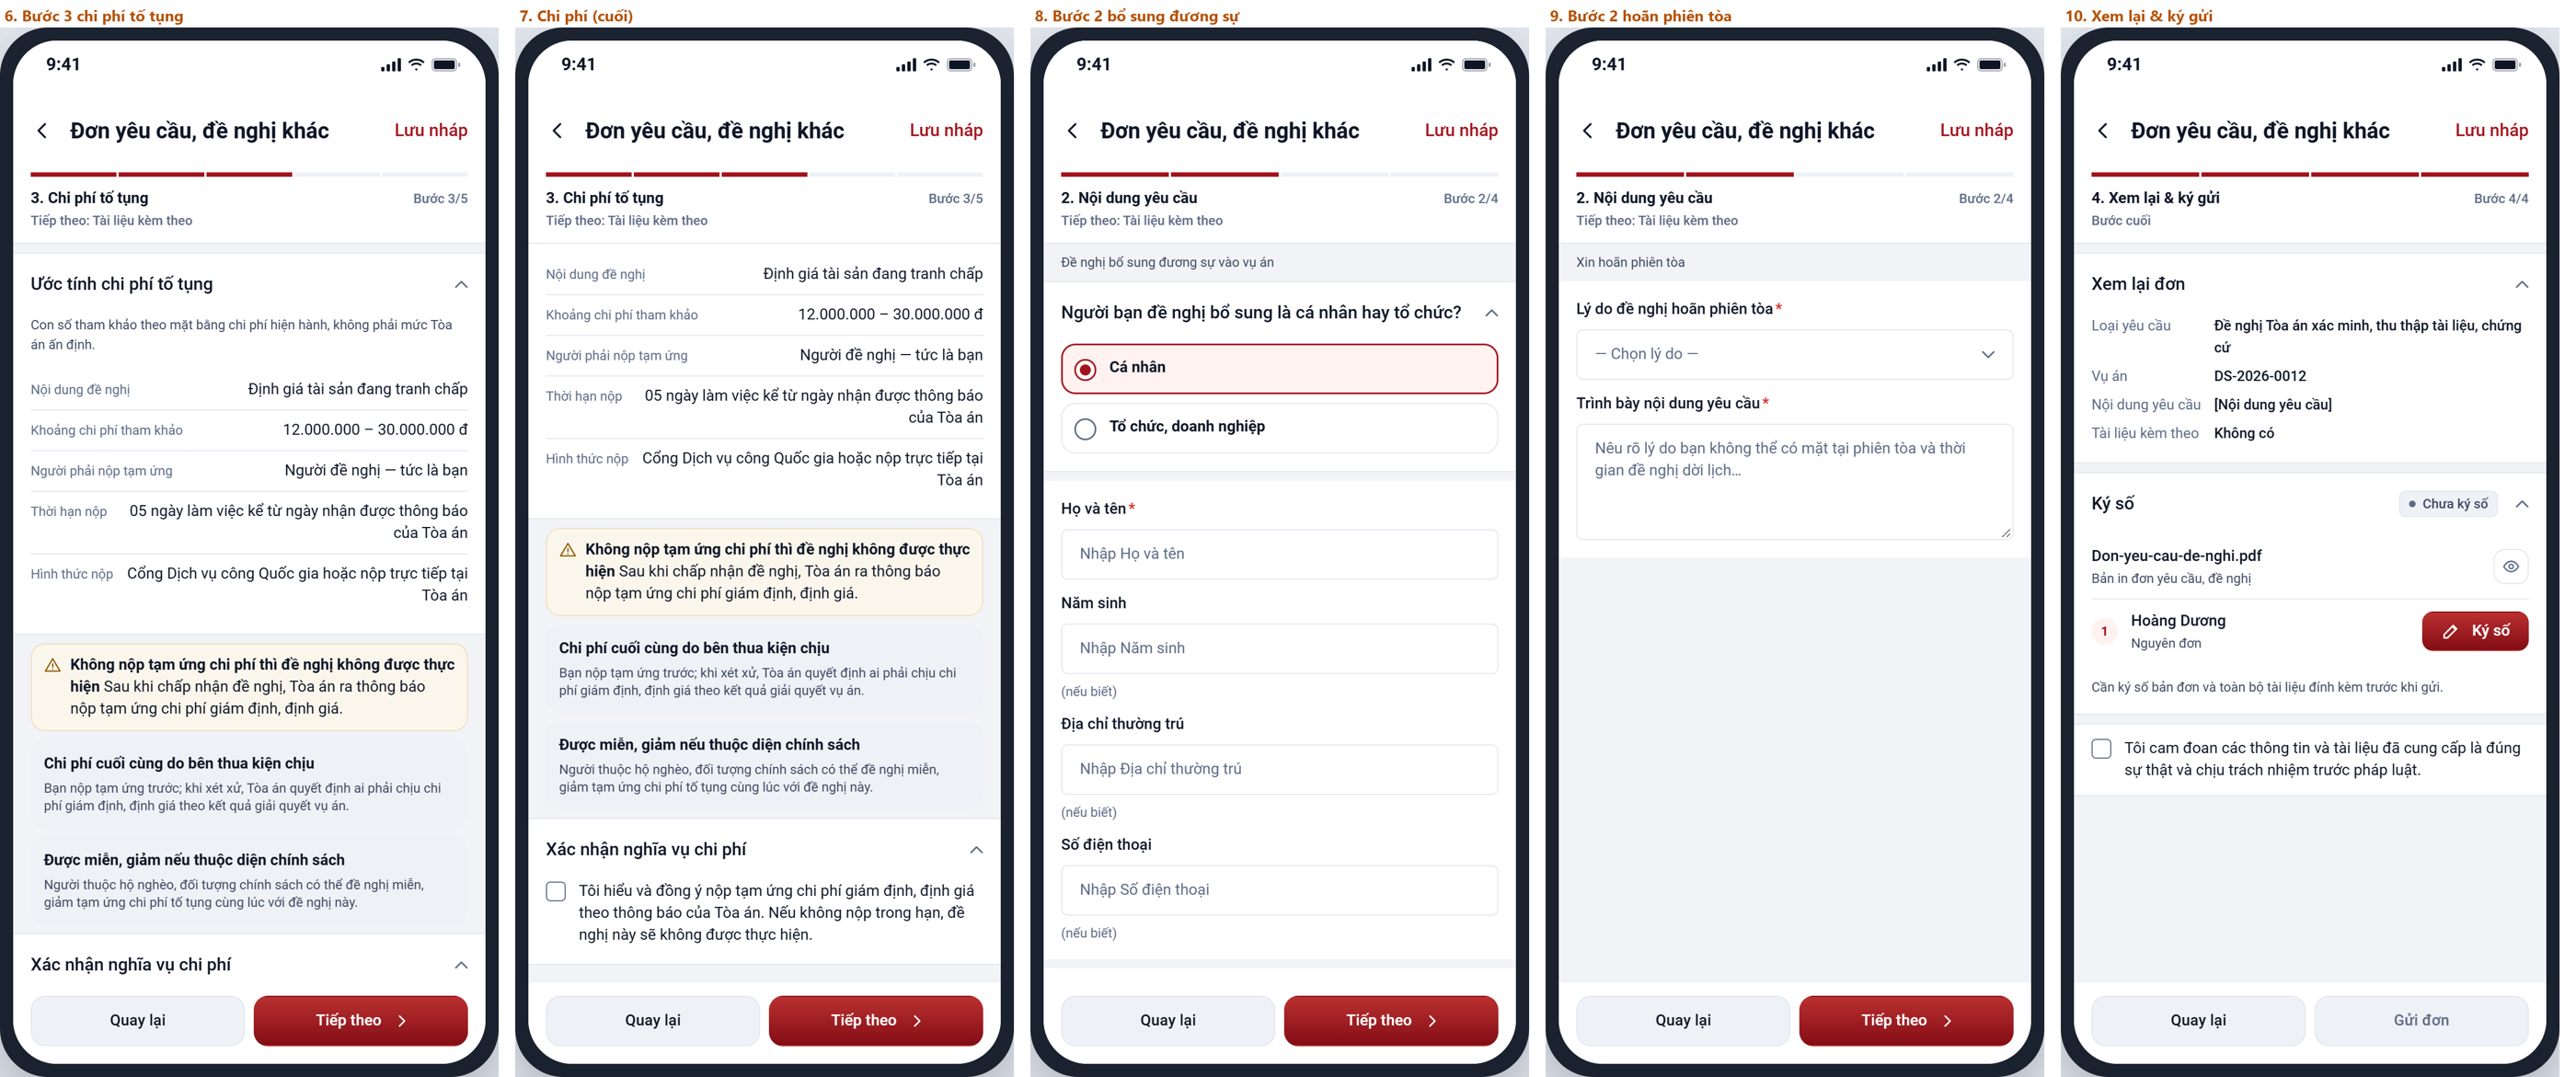 6. Bước 3 chi phí tố tụng
9:41
Đơn yêu cầu, đề nghị khác
Lưu nháp
3. Chi phí tố tụng
Bước 3/5
Tiếp theo: Tài liệu kèm theo
Ước tính chi phí tố tụng
Con số tham khảo theo mặt bằng chi phí hiện hành, không phải mức Tòa
án ấn định.
Nội dung đề nghị
Định giá tài sản đang tranh chấp
Khoảng chi phí tham khảo
12.000.000 – 30.000.000 đ
Người phải nộp tạm ứng
Người đề nghị — tức là bạn
Thời hạn nộp
05 ngày làm việc kể từ ngày nhận được thông báo
của Tòa án
Hình thức nộp
Cổng Dịch vụ công Quốc gia hoặc nộp trực tiếp tại
Tòa án
Không nộp tạm ứng chi phí thì đề nghị không được thực
hiện Sau khi chấp nhận đề nghị, Tòa án ra thông báo
nộp tạm ứng chi phí giám định, định giá.
Chi phí cuối cùng do bên thua kiện chịu
Bạn nộp tạm ứng trước; khi xét xử, Tòa án quyết định ai phải chịu chi
phí giám định, định giá theo kết quả giải quyết vụ án.
Được miễn, giảm nếu thuộc diện chính sách
Người thuộc hộ nghèo, đối tượng chính sách có thể đề nghị miễn,
giảm tạm ứng chi phí tố tụng cùng lúc với đề nghị này.
Xác nhận nghĩa vụ chi phí
Quay lại
Tiếp theo
7. Chi phí (cuối)
9:41
Đơn yêu cầu, đề nghị khác
Lưu nháp
3. Chi phí tố tụng
Bước 3/5
Tiếp theo: Tài liệu kèm theo
Nội dung đề nghị
Định giá tài sản đang tranh chấp
Khoảng chi phí tham khảo
12.000.000 – 30.000.000 đ
Người phải nộp tạm ứng
Người đề nghị — tức là bạn
Thời hạn nộp
05 ngày làm việc kể từ ngày nhận được thông báo
của Tòa án
Hình thức nộp
Cổng Dịch vụ công Quốc gia hoặc nộp trực tiếp tại
Tòa án
Không nộp tạm ứng chi phí thì đề nghị không được thực
hiện Sau khi chấp nhận đề nghị, Tòa án ra thông báo
nộp tạm ứng chi phí giám định, định giá.
Chi phí cuối cùng do bên thua kiện chịu
Bạn nộp tạm ứng trước; khi xét xử, Tòa án quyết định ai phải chịu chi
phí giám định, định giá theo kết quả giải quyết vụ án.
Được miễn, giảm nếu thuộc diện chính sách
Người thuộc hộ nghèo, đối tượng chính sách có thể đề nghị miễn,
giảm tạm ứng chi phí tố tụng cùng lúc với đề nghị này.
Xác nhận nghĩa vụ chi phí
Tôi hiểu và đồng ý nộp tạm ứng chi phí giám định, định giá
theo thông báo của Tòa án. Nếu không nộp trong hạn, đề
nghị này sẽ không được thực hiện.
Quay lại
Tiếp theo
8. Bước 2 bổ sung đương sự
9:41
Đơn yêu cầu, đề nghị khác
Lưu nháp
2. Nội dung yêu cầu
Bước 2/4
Tiếp theo: Tài liệu kèm theo
Đề nghị bổ sung đương sự vào vụ án
Người bạn đề nghị bổ sung là cá nhân hay tổ chức?
Cá nhân
Tổ chức, doanh nghiệp
Họ và tên*
Nhập Họ và tên
Năm sinh
Nhập Năm sinh
(nếu biết)
Địa chỉ thường trú
Nhập Địa chỉ thường trú
(nếu biết)
Số điện thoại
Nhập Số điện thoại
(nếu biết)
Quay lại
Tiếp theo
9. Bước 2 hoãn phiên tòa
9:41
Đơn yêu cầu, đề nghị khác
Lưu nháp
2. Nội dung yêu cầu
Bước 2/4
Tiếp theo: Tài liệu kèm theo
Xin hoãn phiên tòa
Lý do đề nghị hoãn phiên tòa*
— Chọn lý do —
Trình bày nội dung yêu cầu*
Nêu rõ lý do bạn không thể có mặt tại phiên tòa và thời
gian đề nghị dời lịch...
Quay lại
Tiếp theo
10. Xem lại & ký gửi
9:41
Đơn yêu cầu, đề nghị khác
Lưu nháp
4. Xem lại & ký gửi
Bước 4/4
Bước cuối
Xem lại đơn
Loại yêu cầu
Đề nghị Tòa án xác minh, thu thập tài liệu, chứng
cứ
Vụ án
DS-2026-0012
Nội dung yêu cầu
[Nội dung yêu cầu]
Tài liệu kèm theo
Không có
Ký số
Chưa ký số
Don-yeu-cau-de-nghi.pdf
Bản in đơn yêu cầu, đề nghị
1
Hoàng Dương
Nguyên đơn
Ký số
Cần ký số bản đơn và toàn bộ tài liệu đính kèm trước khi gửi.
Tôi cam đoan các thông tin và tài liệu đã cung cấp là đúng
sự thật và chịu trách nhiệm trước pháp luật.
Quay lại
Gửi đơn